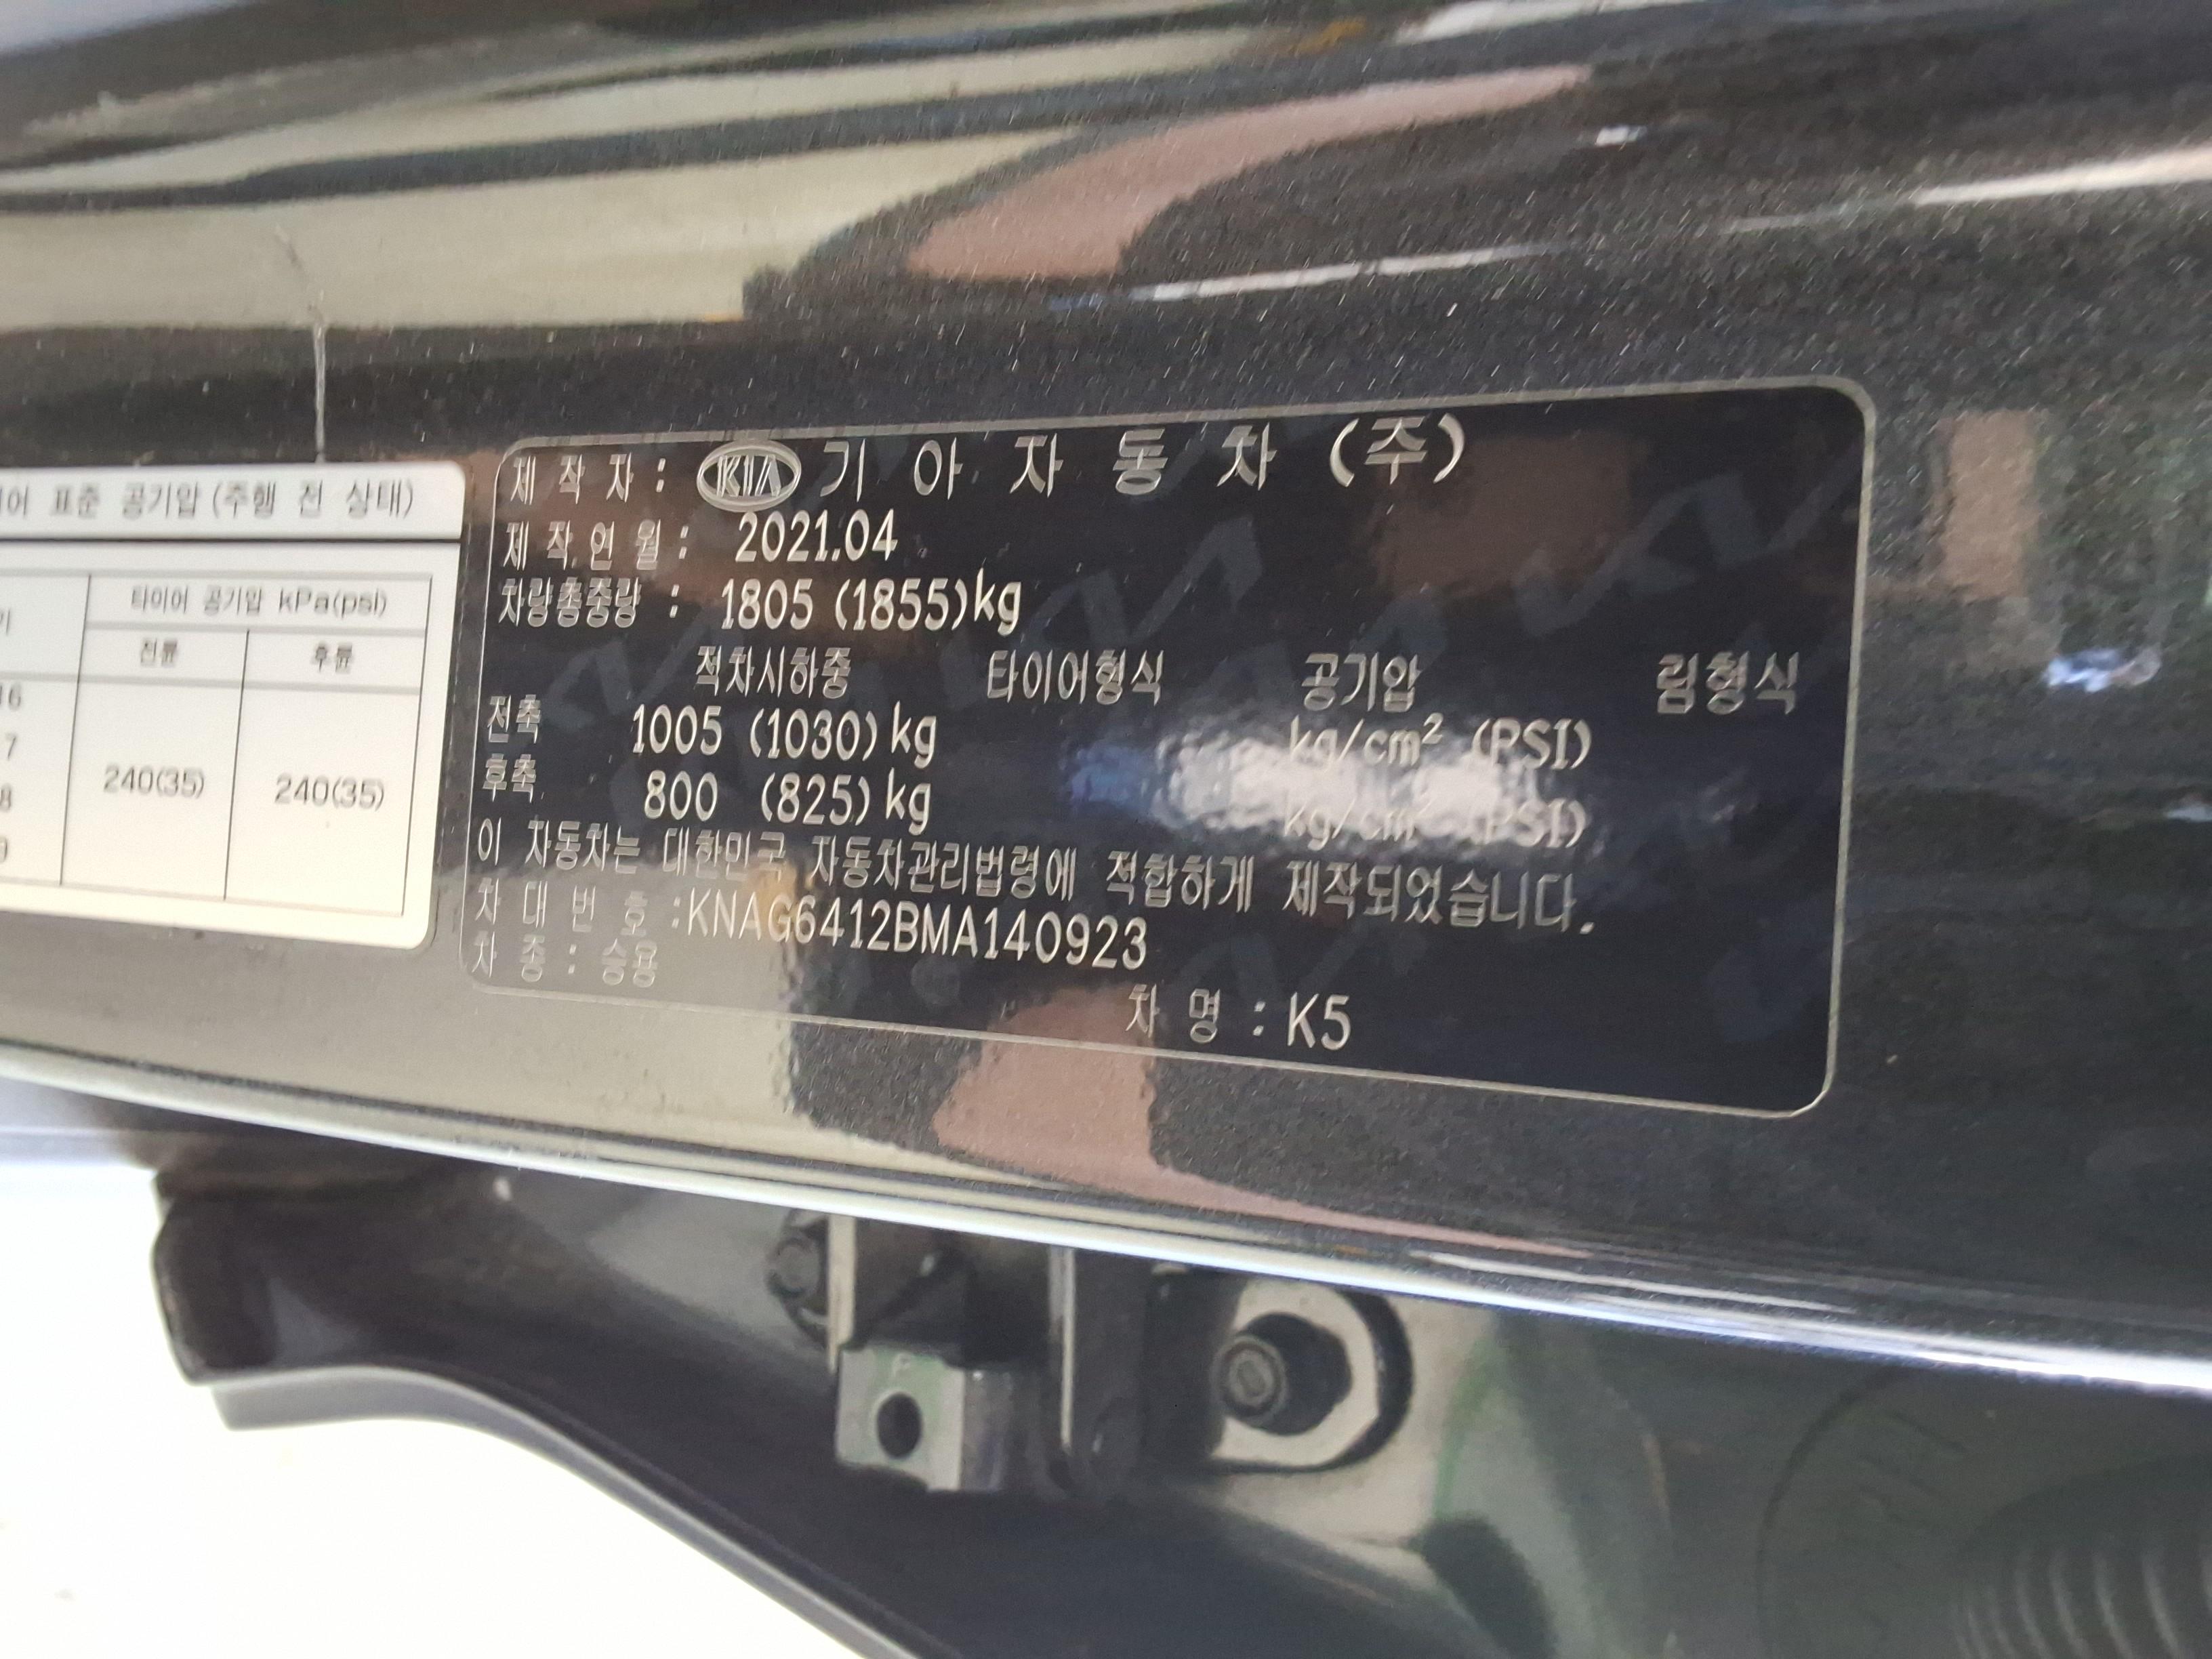 표준 공기압 (주행 전 상태)
타이어 공기압 kPa(psi)
전륜 후륜
240(35) 240(35)
제 작 자 : KIA 기 아 자 동 차 (주)
제 작 연 월 : 2021.04
차량총중량 : 1805 (1855)kg
적차시하중 타이어형식 공기압 림형식
전축 1005 (1030) kg kg/cm² (PSI)
후축 800 (825) kg kg/cm² (PSI)
이 자동차는 대한민국 자동차관리법령에 적합하게 제작되었습니다.
차 대 번 호 :KNAG6412BMA140923
차 종 : 승용
차 명 : K5